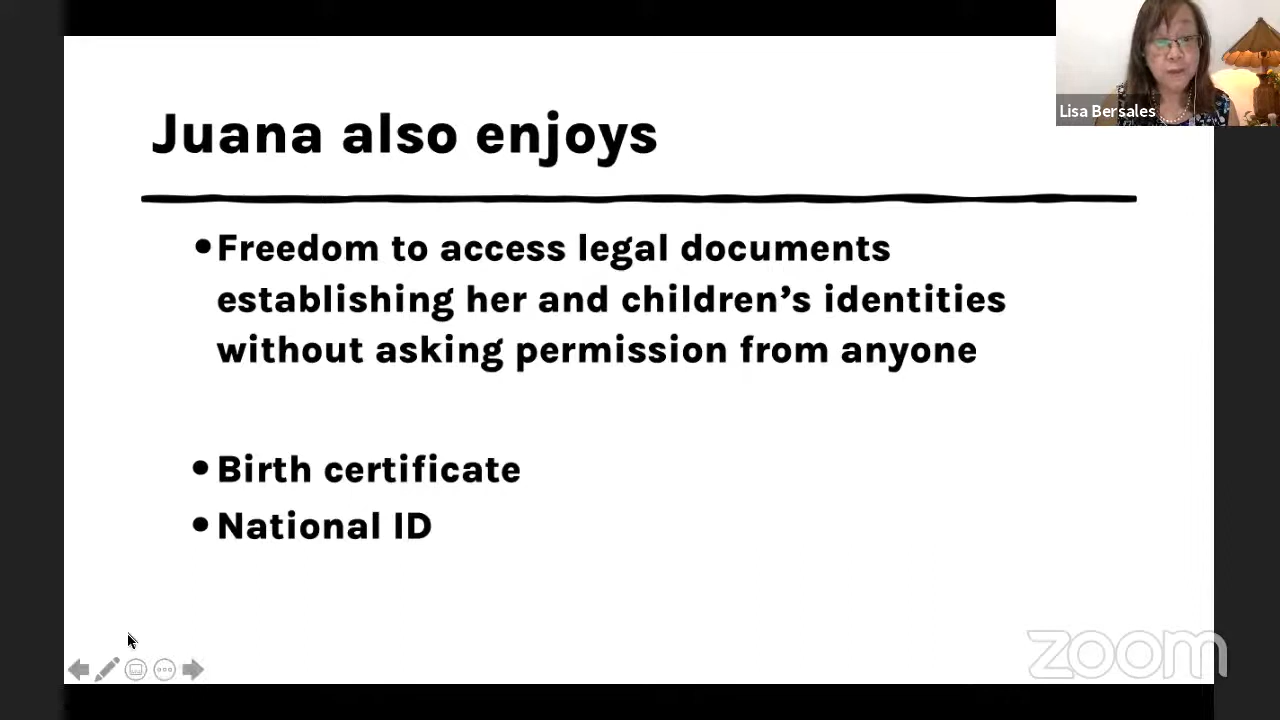 Lisa Bersales
Juana also enjoys
•Freedom to access legal documents
establishing her and children’s identities
without asking permission from anyone
•Birth certificate
•National ID
zoom